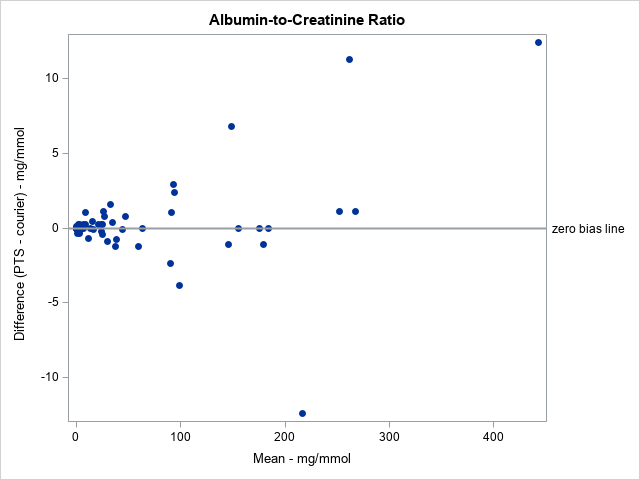 Albumin-to-Creatinine Ratio
Difference (PTS - courier) - mg/mmol
10
5
0
-5
-10
zero bias line
0 100 200 300 400
Mean - mg/mmol